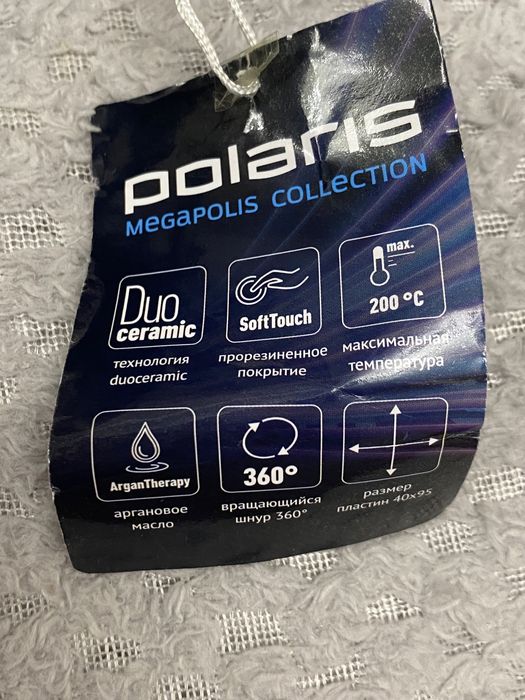 polaris
MEGAPOLIS COLLECTION
Duo
ceramic
технология
duoceramic
SoftTouch
прорезиненное
покрытие
max.
200 °C
максимальная
температура
ArganTherapy
аргановое
масло
360°
вращающийся
шнур 360°
размер
пластин 40x95